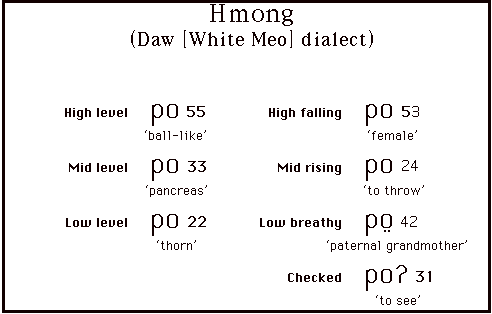 Hmong
(Daw [White Meo] dialect)
High level po 55 High falling po 53
‘ball-like’ ‘female’
Mid level po 33 Mid rising po 24
‘pancreas’ ‘to throw’
Low level po 22 Low breathy po̤ 42
‘thorn’ ‘paternal grandmother’
Checked poʔ 31
‘to see’